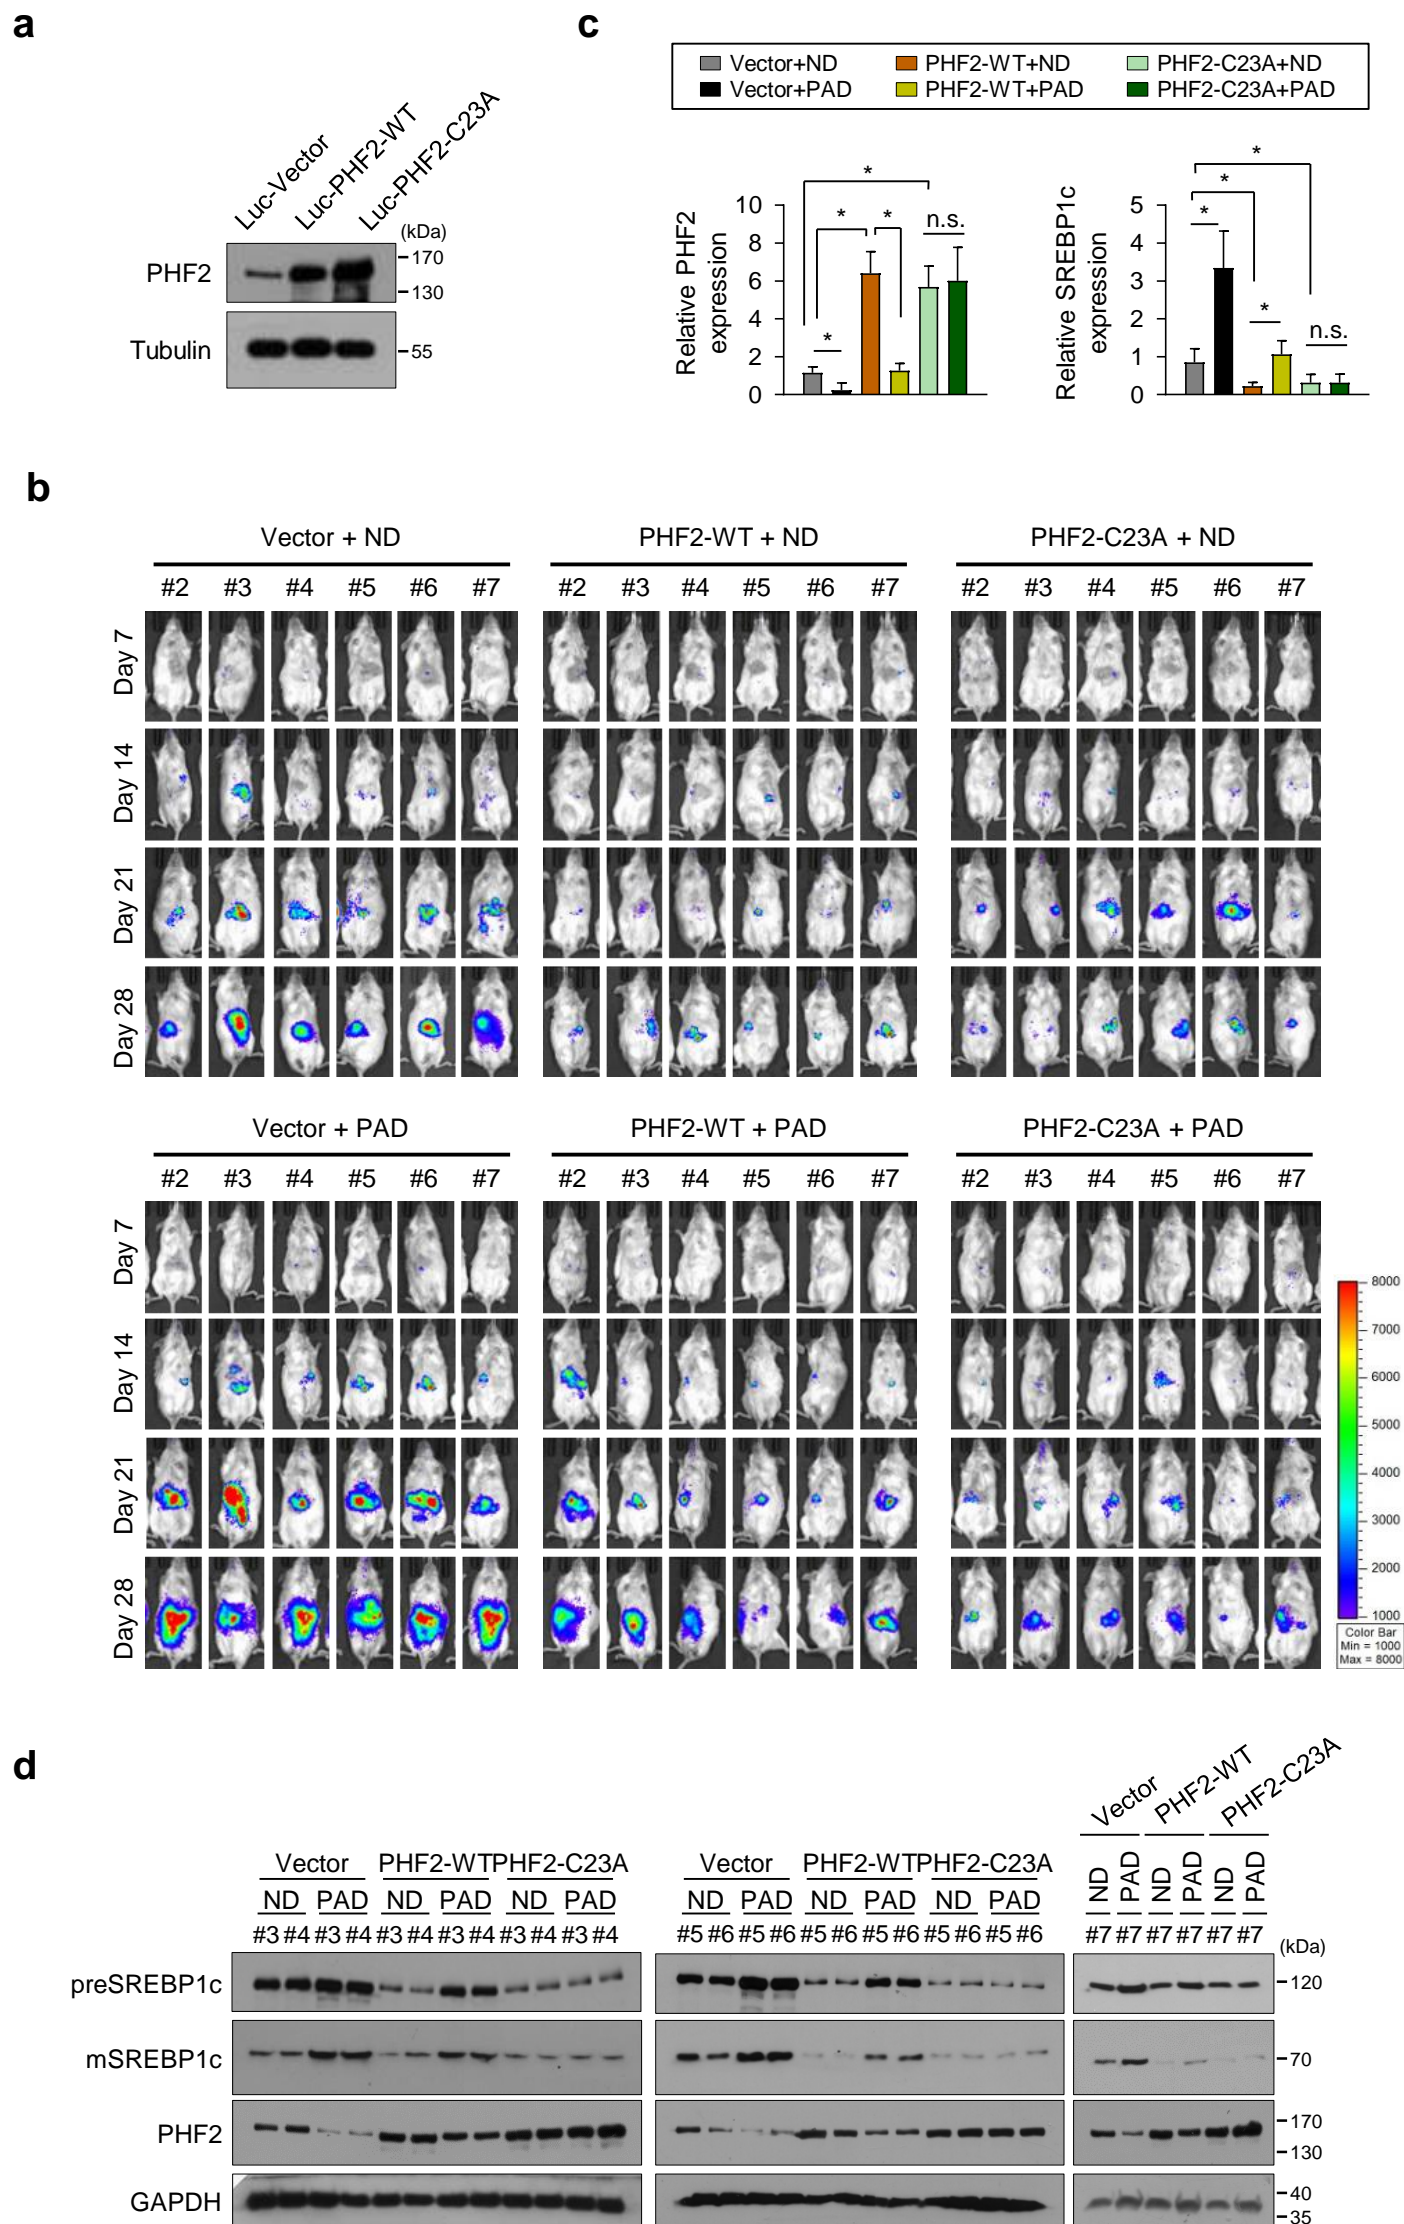 a
Luc-Vector
Luc-PHF2-WT
Luc-PHF2-C23A
(kDa)
PHF2
170
130
Tubulin
55
c
Vector+ND
PHF2-WT+ND
PHF2-C23A+ND
Vector+PAD
PHF2-WT+PAD
PHF2-C23A+PAD
Relative PHF2
expression
10
8
6
4
2
0
*
*
*
*
n.s.
Relative SREBP1c
expression
5
4
3
2
1
0
*
*
*
*
n.s.
b
Vector + ND
PHF2-WT + ND
PHF2-C23A + ND
#2 #3 #4 #5 #6 #7
#2 #3 #4 #5 #6 #7
#2 #3 #4 #5 #6 #7
Day 7
Day 14
Day 21
Day 28
Vector + PAD
PHF2-WT + PAD
PHF2-C23A + PAD
#2 #3 #4 #5 #6 #7
#2 #3 #4 #5 #6 #7
#2 #3 #4 #5 #6 #7
Day 7
Day 14
Day 21
Day 28
8000
7000
6000
5000
4000
3000
2000
1000
Color Bar
Min = 1000
Max = 8000
d
Vector PHF2-WT PHF2-C23A
ND PAD ND PAD ND PAD
#3 #4 #3 #4 #3 #4 #3 #4 #3 #4 #3 #4
Vector PHF2-WT PHF2-C23A
ND PAD ND PAD ND PAD
#5 #6 #5 #6 #5 #6 #5 #6 #5 #6 #5 #6
Vector PHF2-WT PHF2-C23A
ND PAD ND PAD ND PAD
#7 #7 #7 #7 #7 #7
(kDa)
preSREBP1c
120
mSREBP1c
70
PHF2
170
130
GAPDH
40
35